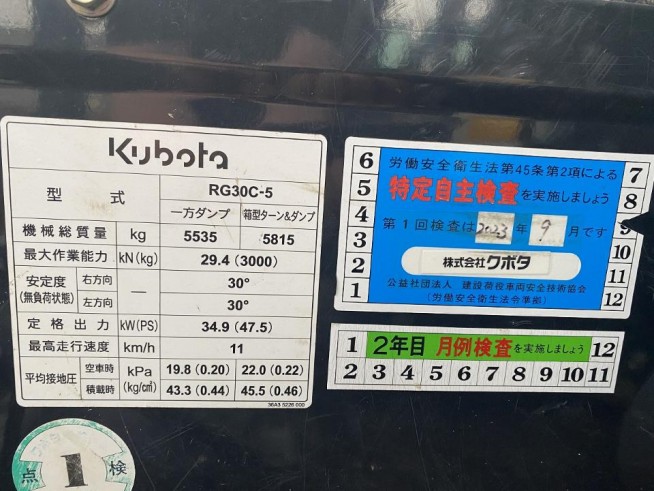 Kubota
型 式 RG30C-5
一方ダンプ 箱型ターン&ダンプ
機械総質量 kg 5535 5815
最大作業能力 kN(kg) 29.4 (3000)
安定度 (無負荷状態) 右方向 — 30°
左方向 30°
定格出力 kW(PS) 34.9 (47.5)
最高走行速度 km/h 11
平均接地圧 空車時 kPa (kg/c㎡) 19.8 (0.20) 22.0 (0.22)
積載時 43.3 (0.44) 45.5 (0.46)
36A3 5226 000
6 労働安全衛生法第45条第2項による 7
5 特定自主検査を実施しましょう 8
4 第1回検査は 2023 年 9 月です 9
3 株式会社クボタ 10
2 公益社団法人 建設荷役車両安全技術協会 11
1 (労働安全衛生法令準拠) 12
1 2年目 月例検査を実施しましょう 12
2 3 4 5 6 7 8 9 10 11
点 1 検